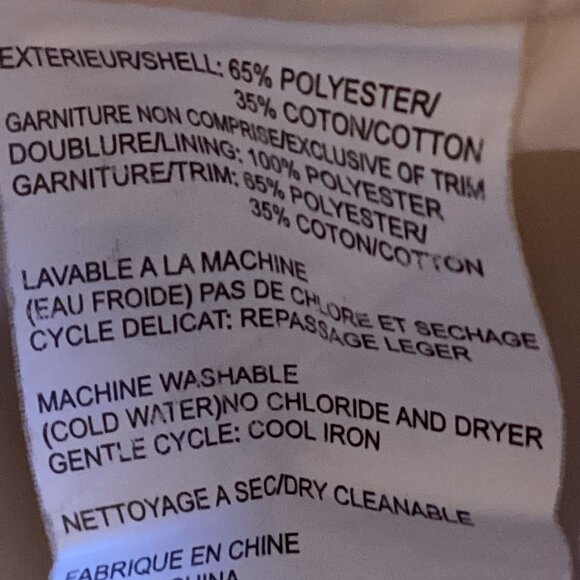 EXTERIEUR/SHELL: 65% POLYESTER/
35% COTON/COTTON
GARNITURE NON COMPRISE/EXCLUSIVE OF TRIM
DOUBLURE/LINING: 100% POLYESTER
GARNITURE/TRIM: 65% POLYESTER/
35% COTON/COTTON
LAVABLE A LA MACHINE
(EAU FROIDE) PAS DE CHLORE ET SECHAGE
CYCLE DELICAT: REPASSAGE LEGER
MACHINE WASHABLE
(COLD WATER)NO CHLORIDE AND DRYER
GENTLE CYCLE: COOL IRON
NETTOYAGE A SEC/DRY CLEANABLE
FABRIQUE EN CHINE
CHINA